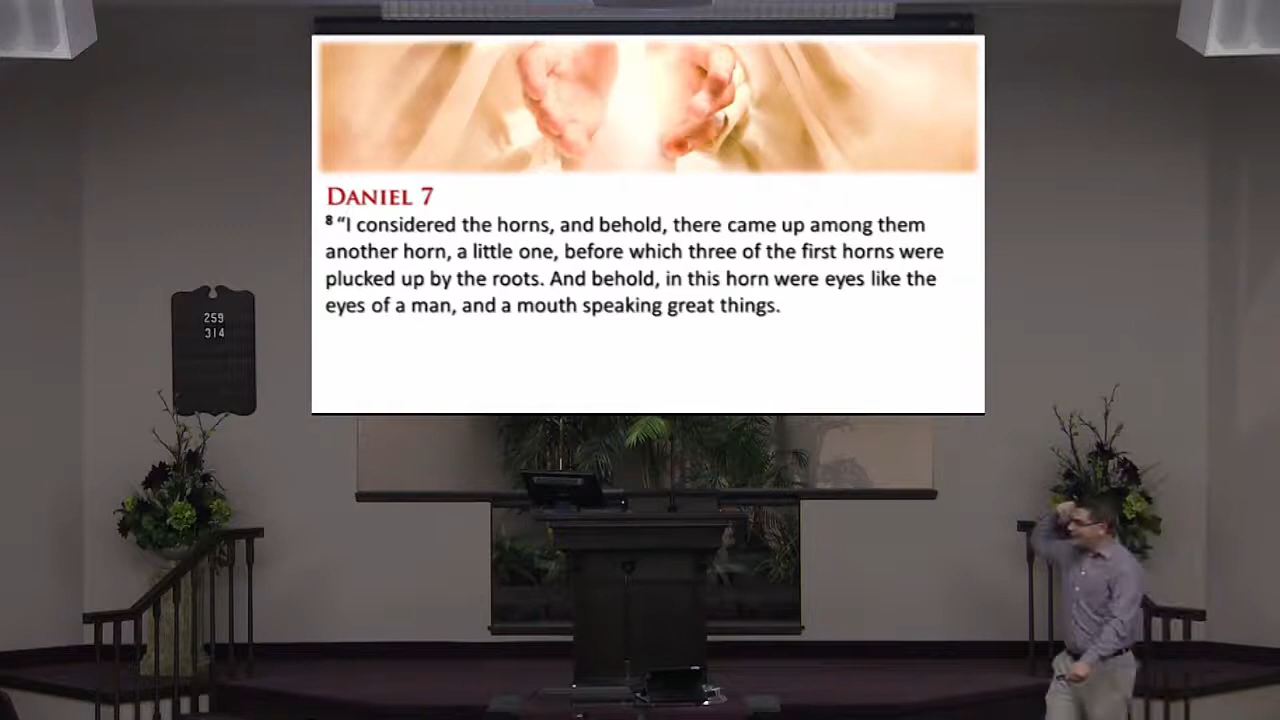 DANIEL 7
8 “I considered the horns, and behold, there came up among them
another horn, a little one, before which three of the first horns were
plucked up by the roots. And behold, in this horn were eyes like the
eyes of a man, and a mouth speaking great things.
259
314